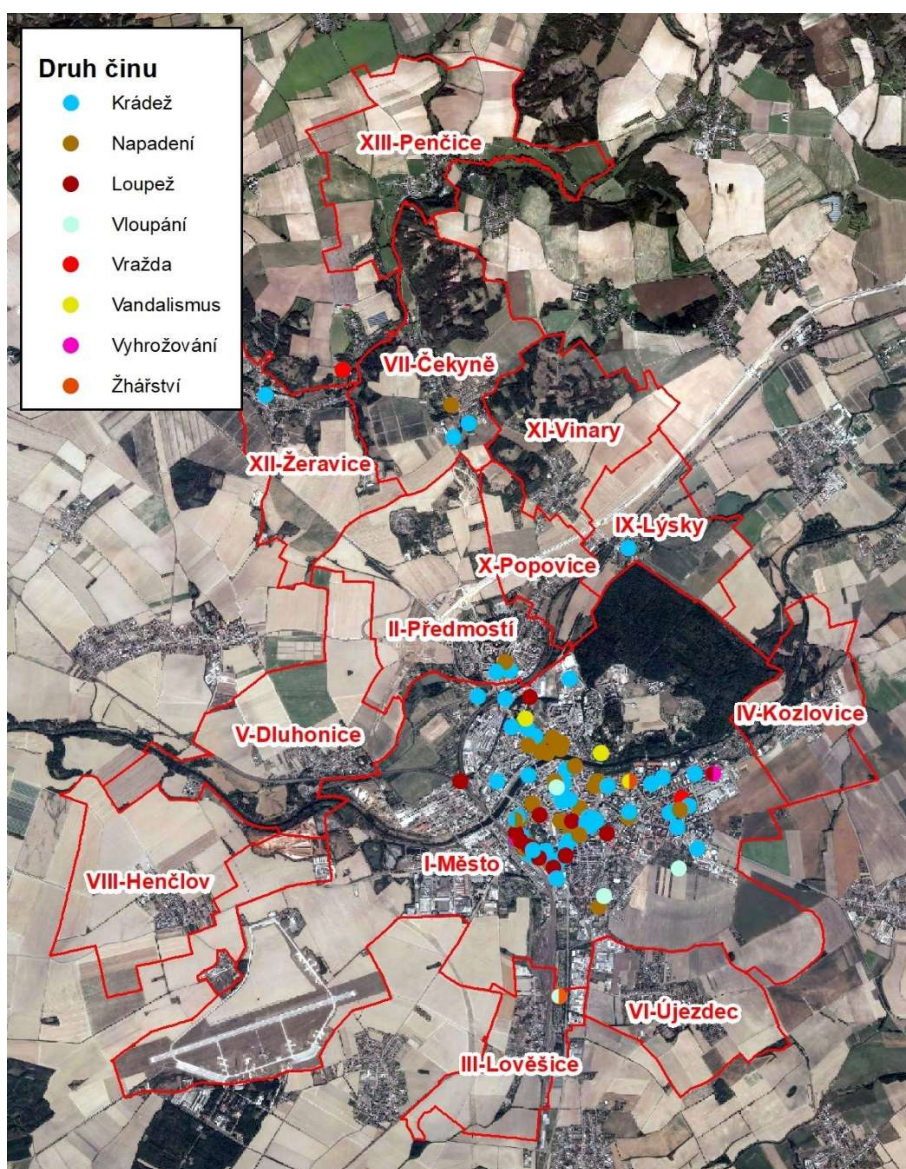 Druh činu
Krádež
Napadení
Loupež
Vloupání
Vražda
Vandalismus
Vyhrožování
Žhářství
XIII-Penčice
VII-Čekyně
XI-Vinary
XII-Žeravice
IX-Lýsky
X-Popovice
II-Předmostí
IV-Kozlovice
V-Dluhonice
I-Město
VIII-Henčlov
VI-Újezdec
III-Lověšice